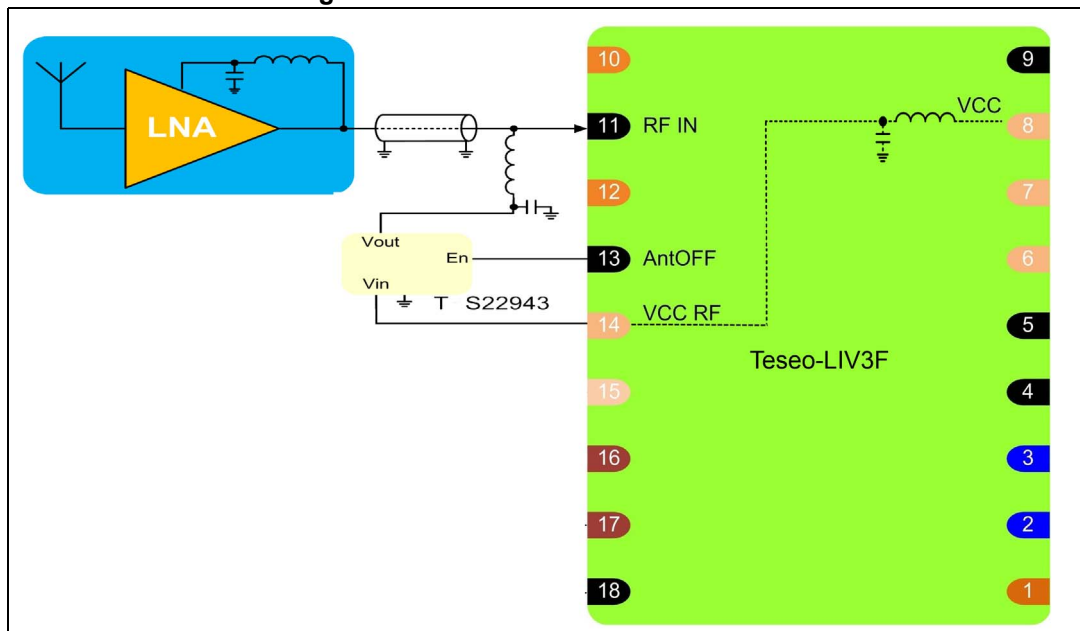 10
9
LNA
11 RF IN
VCC
8
12
7
Vout
En
13 AntOFF
6
Vin
T S22943
14 VCC RF
5
Teseo-LIV3F
15
4
16
3
17
2
18
1